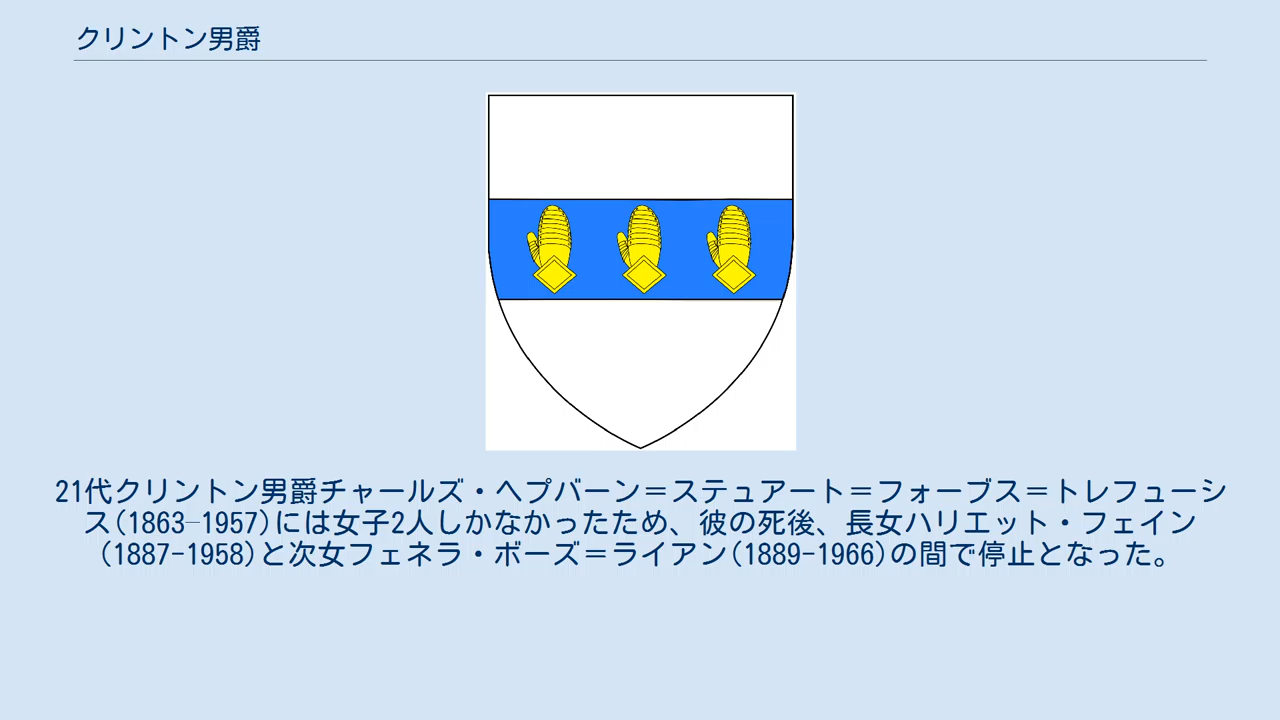 クリントン男爵
21代クリントン男爵チャールズ・ヘプバーン＝ステュアート＝フォーブス＝トレフューシ
ス(1863–1957)には女子2人しかなかったため、彼の死後、長女ハリエット・フェイン
(1887-1958)と次女フェネラ・ボーズ＝ライアン(1889-1966)の間で停止となった。